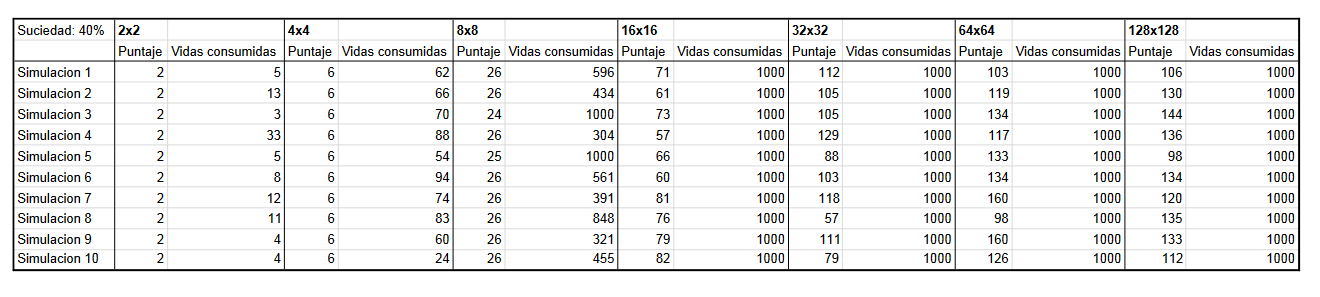 Suciedad: 40% 2x2 4x4 8x8 16x16 32x32 64x64 128x128
Puntaje Vidas consumidas Puntaje Vidas consumidas Puntaje Vidas consumidas Puntaje Vidas consumidas Puntaje Vidas consumidas Puntaje Vidas consumidas Puntaje Vidas consumidas
Simulacion 1 2 5 6 62 26 596 71 1000 112 1000 103 1000 106 1000
Simulacion 2 2 13 6 66 26 434 61 1000 105 1000 119 1000 130 1000
Simulacion 3 2 3 6 70 24 1000 73 1000 105 1000 134 1000 144 1000
Simulacion 4 2 33 6 88 26 304 57 1000 129 1000 117 1000 136 1000
Simulacion 5 2 5 6 54 25 1000 66 1000 88 1000 133 1000 98 1000
Simulacion 6 2 8 6 94 26 561 60 1000 103 1000 134 1000 134 1000
Simulacion 7 2 12 6 74 26 391 81 1000 118 1000 160 1000 120 1000
Simulacion 8 2 11 6 83 26 848 76 1000 57 1000 98 1000 135 1000
Simulacion 9 2 4 6 60 26 321 79 1000 111 1000 160 1000 133 1000
Simulacion 10 2 4 6 24 26 455 82 1000 79 1000 126 1000 112 1000